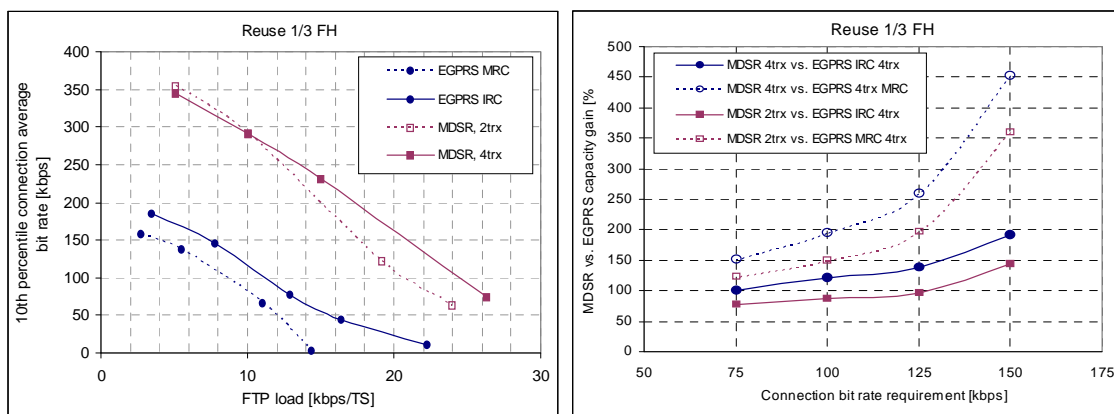 Reuse 1/3 FH
400
350
300
250
200
150
100
50
0
0 10 20 30
10th percentile connection average
bit rate [kbps]
FTP load [kbps/TS]
EGPRS MRC
EGPRS IRC
MDSR, 2trx
MDSR, 4trx
Reuse 1/3 FH
500
450
400
350
300
250
200
150
100
50
0
50 75 100 125 150 175
MDSR vs. EGPRS capacity gain [%
Connection bit rate requirement [kbps]
MDSR 4trx vs. EGPRS IRC 4trx
MDSR 4trx vs. EGPRS 4trx MRC
MDSR 2trx vs. EGPRS IRC 4trx
MDSR 2trx vs. EGPRS MRC 4trx